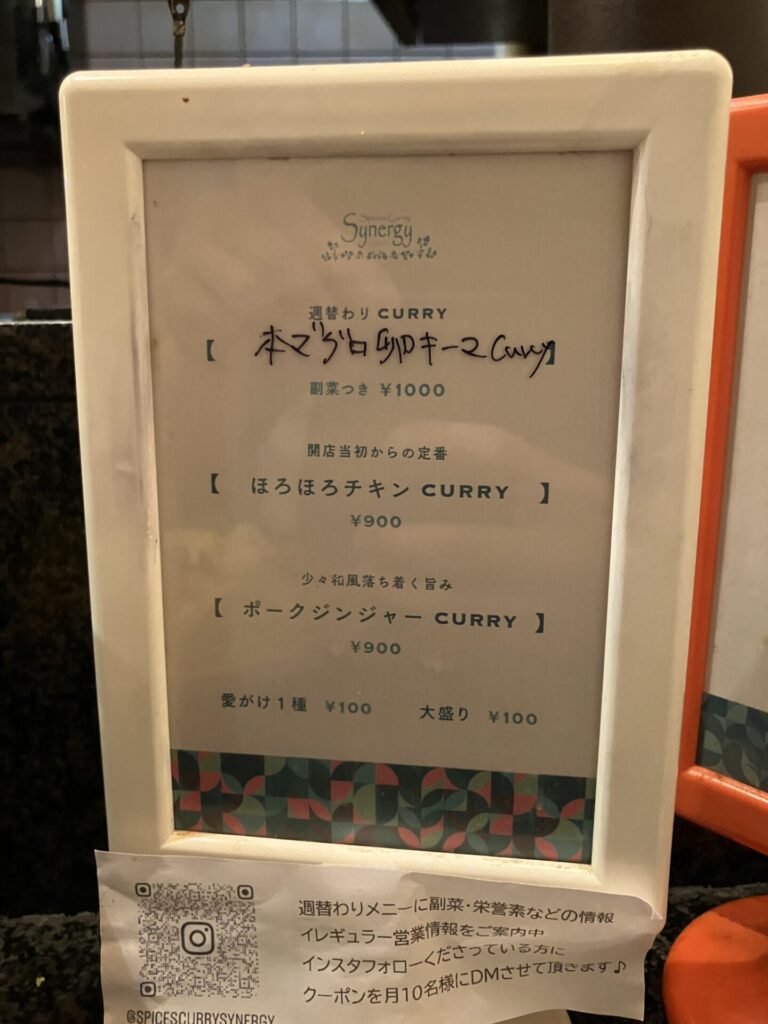 Spice Curry
Synergy
週替わり CURRY
【 本マグロ卵キーマ Curry 】
副菜つき ¥1000
開店当初からの定番
【 ほろほろチキン CURRY 】
¥900
少々和風落ち着く旨み
【 ポークジンジャー CURRY 】
¥900
愛がけ1種 ¥100 大盛り ¥100
週替わりメニーに副菜・栄養素などの情報
イレギュラー営業情報をご案内中
インスタフォローくださっている方に
クーポンを月10名様にDMさせて頂きます♪
@SPICESCURRYSYNERGY